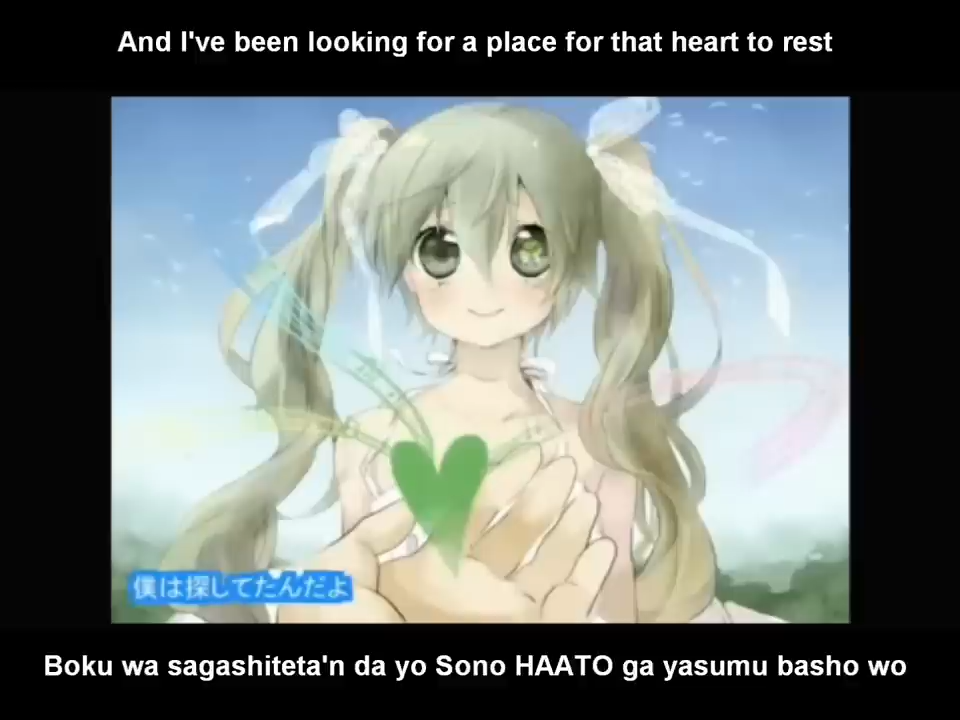 And I've been looking for a place for that heart to rest
僕は探してたんだよ
Boku wa sagashiteta'n da yo Sono HAATO ga yasumu basho wo